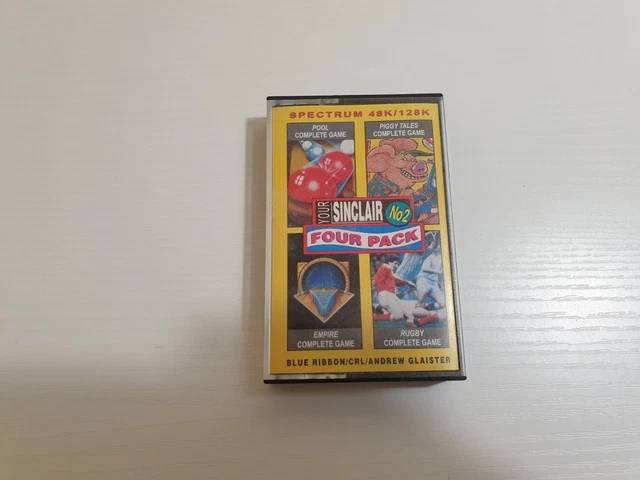 SPECTRUM 48K/128K
POOL
COMPLETE GAME
PIGGY TALES
COMPLETE GAME
YOUR
SINCLAIR
No2
FOUR PACK
EMPIRE
COMPLETE GAME
RUGBY
COMPLETE GAME
BLUE RIBBON/CRL/ANDREW GLAISTER